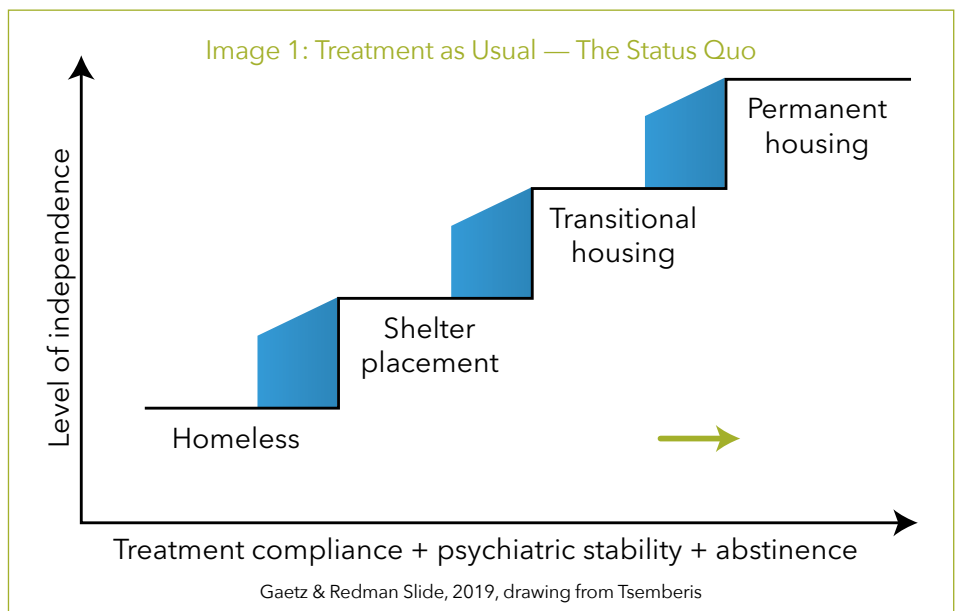 Image 1: Treatment as Usual — The Status Quo
Level of independence
Permanent
housing
Transitional
housing
Shelter
placement
Homeless
Treatment compliance + psychiatric stability + abstinence
Gaetz & Redman Slide, 2019, drawing from Tsemberis